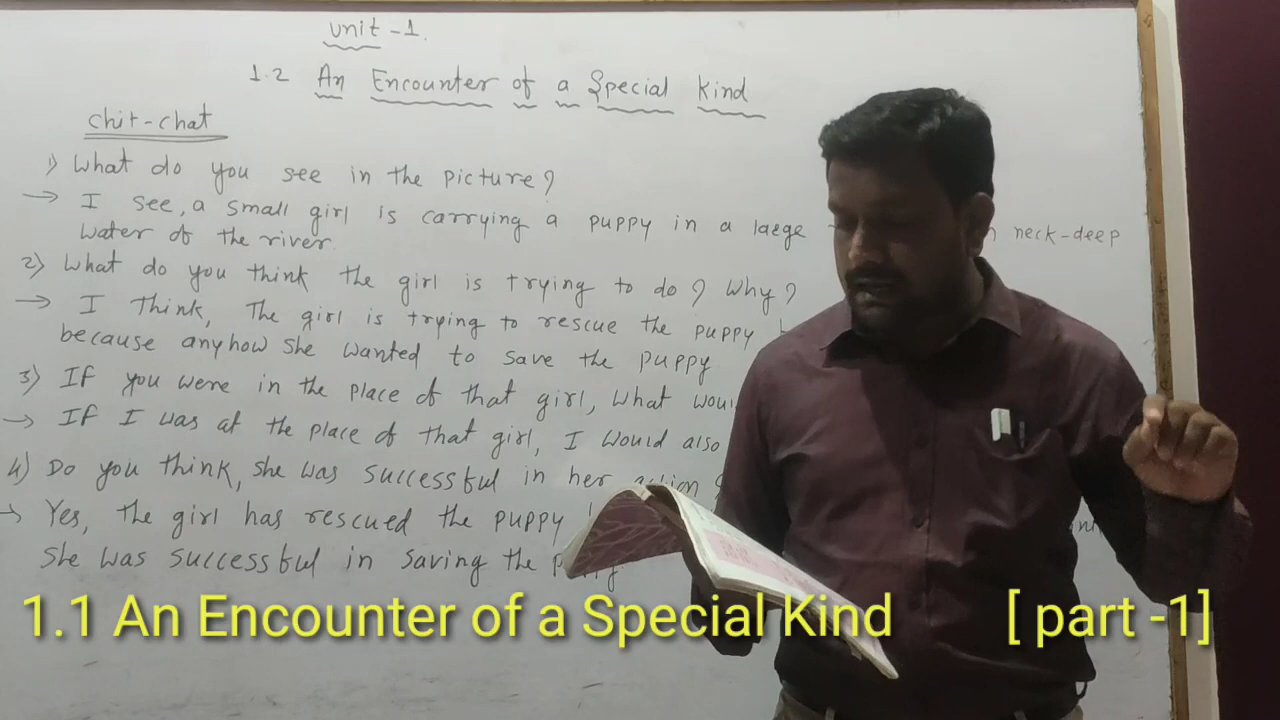 Unit -1.
1.2 An Encounter of a Special Kind
Chit-chat
1) What do you see in the picture?
→ I see, a small girl is carrying a puppy in a laege neck-deep
Water of the river.
2) What do you think the girl is trying to do? Why?
→ I think, The girl is trying to rescue the puppy
because anyhow she wanted to save the puppy
3) If you were in the place of that girl, What
→ If I was at the place of that girl, I would also
4) Do you think, she was successful in her action ?
→ Yes, the girl has rescued the puppy
She was successful in saving the
1.1 An Encounter of a Special Kind [ part -1]